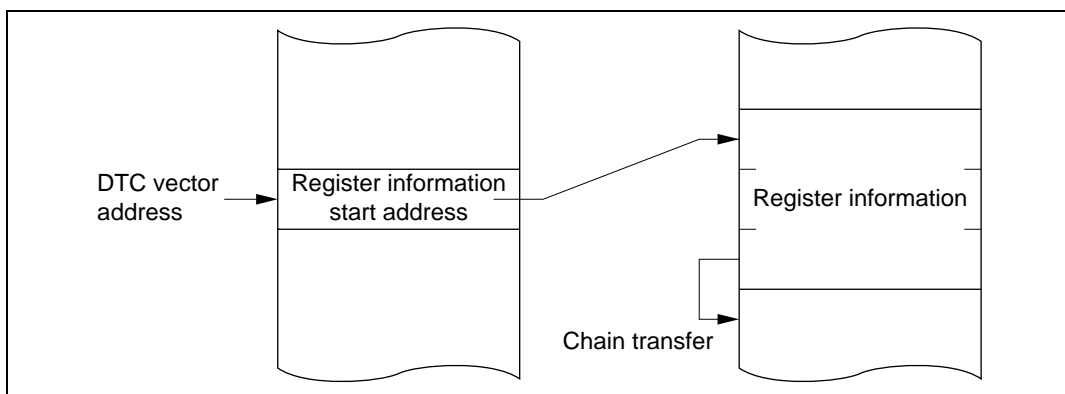 DTC vector
address
Register information
start address
Register information
Chain transfer